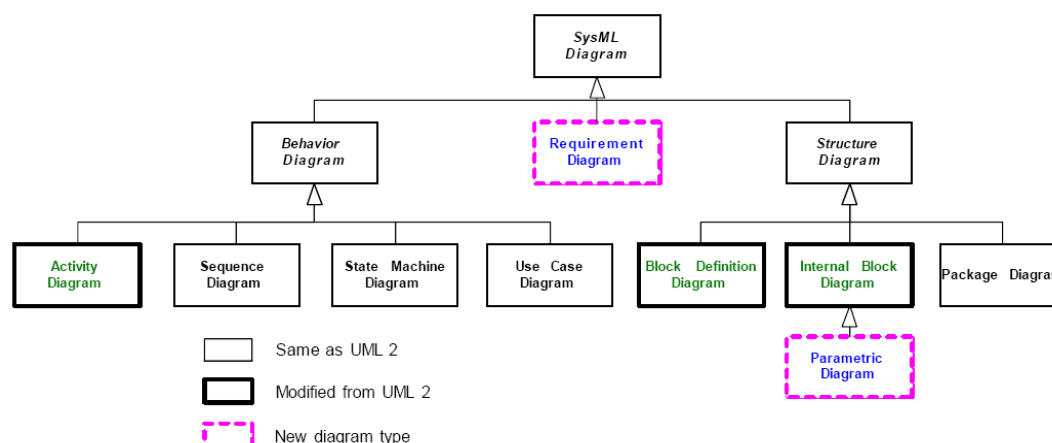 SysML
Diagram
Behavior
Diagram
Requirement
Diagram
Structure
Diagram
Activity
Diagram
Sequence
Diagram
State Machine
Diagram
Use Case
Diagram
Block Definition
Diagram
Internal Block
Diagram
Package Diagram
Same as UML 2
Parametric
Diagram
Modified from UML 2
New diagram type